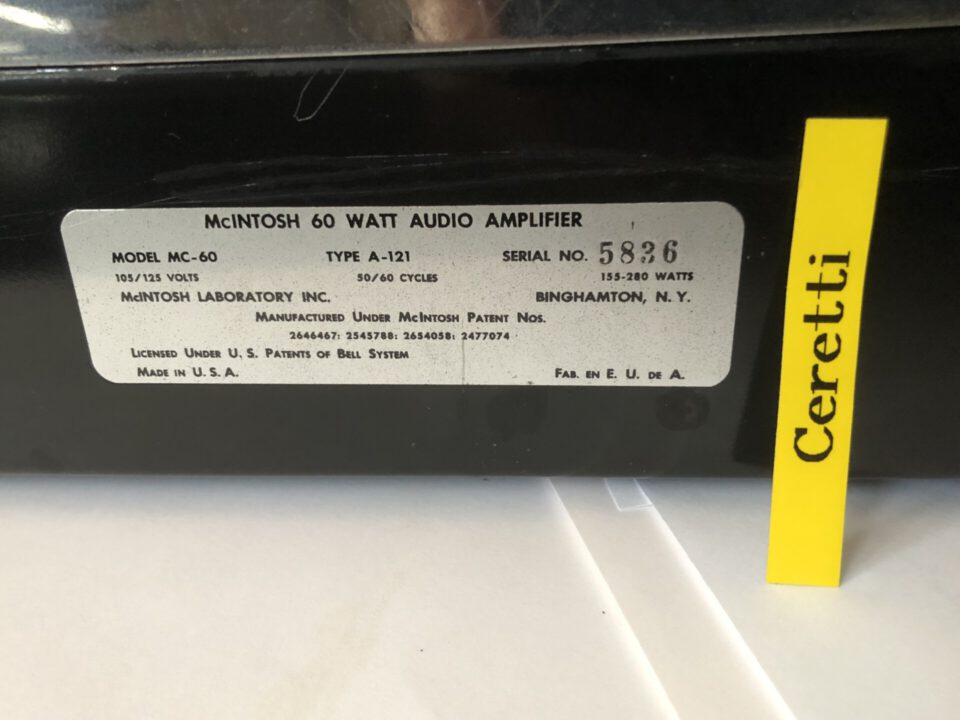 McINTOSH 60 WATT AUDIO AMPLIFIER
MODEL MC-60 TYPE A-121 SERIAL NO. 5836
105/125 VOLTS 50/60 CYCLES 155-280 WATTS
McINTOSH LABORATORY INC. BINGHAMTON, N. Y.
MANUFACTURED UNDER McINTOSH PATENT NOS.
2646467: 2545788: 2654058: 2477074
LICENSED UNDER U. S. PATENTS OF BELL SYSTEM
MADE IN U. S. A. FAB. EN E. U. DE A.
Ceretti